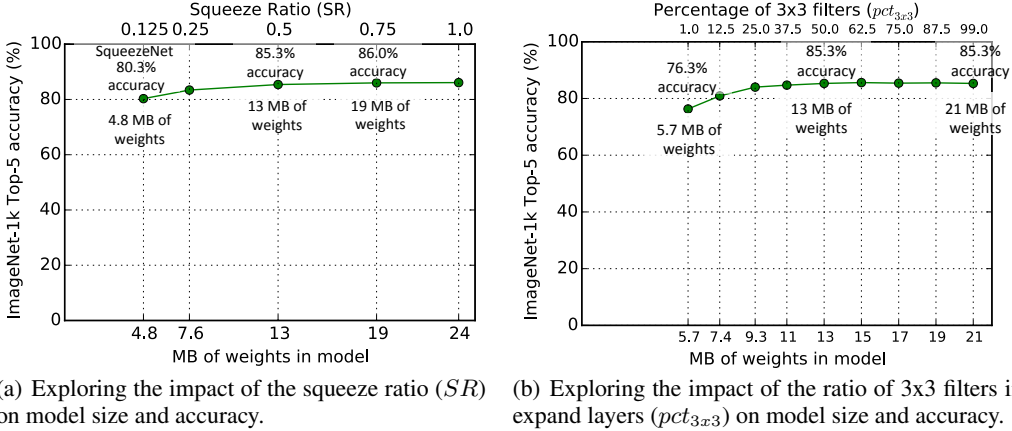 Squeeze Ratio (SR)
0.125 0.25 0.5 0.75 1.0
ImageNet-1k Top-5 accuracy (%)
100
80
60
40
20
0
SqueezeNet
80.3%
accuracy
4.8 MB of
weights
85.3%
accuracy
13 MB of
weights
86.0%
accuracy
19 MB of
weights
4.8 7.6 13 19 24
MB of weights in model
(a) Exploring the impact of the squeeze ratio (SR)
on model size and accuracy.
Percentage of 3x3 filters (pct3x3)
1.0 12.5 25.0 37.5 50.0 62.5 75.0 87.5 99.0
ImageNet-1k Top-5 accuracy (%)
100
80
60
40
20
0
76.3%
accuracy
5.7 MB of
weights
85.3%
accuracy
13 MB of
weights
85.3%
accuracy
21 MB of
weights
5.7 7.4 9.3 11 13 15 17 19 21
MB of weights in model
(b) Exploring the impact of the ratio of 3x3 filters i
expand layers (pct3x3) on model size and accuracy.